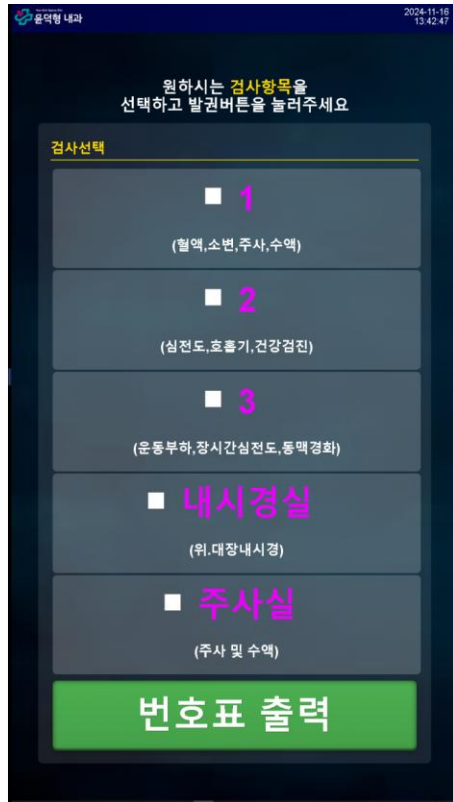 윤덕형 내과
2024-11-16
13:42:47
원하시는 검사항목을
선택하고 발권버튼을 눌러주세요
검사선택
1
(혈액,소변,주사,수액)
2
(심전도,호흡기,건강검진)
3
(운동부하,장시간심전도,동맥경화)
내시경실
(위.대장내시경)
주사실
(주사 및 수액)
번호표 출력